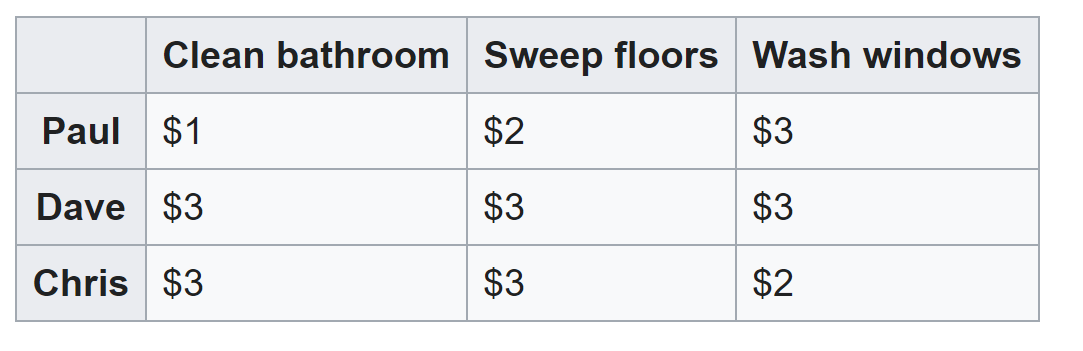 Clean bathroom Sweep floors Wash windows
Paul $1 $2 $3
Dave $3 $3 $3
Chris $3 $3 $2